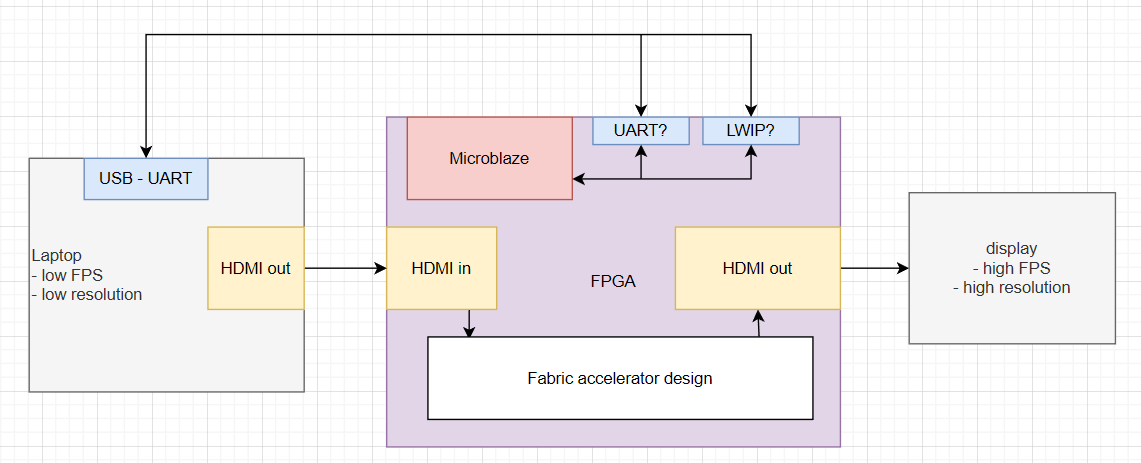 UART?
LWIP?
Microblaze
USB - UART
Laptop
- low FPS
- low resolution
HDMI out
HDMI in
FPGA
HDMI out
display
- high FPS
- high resolution
Fabric accelerator design